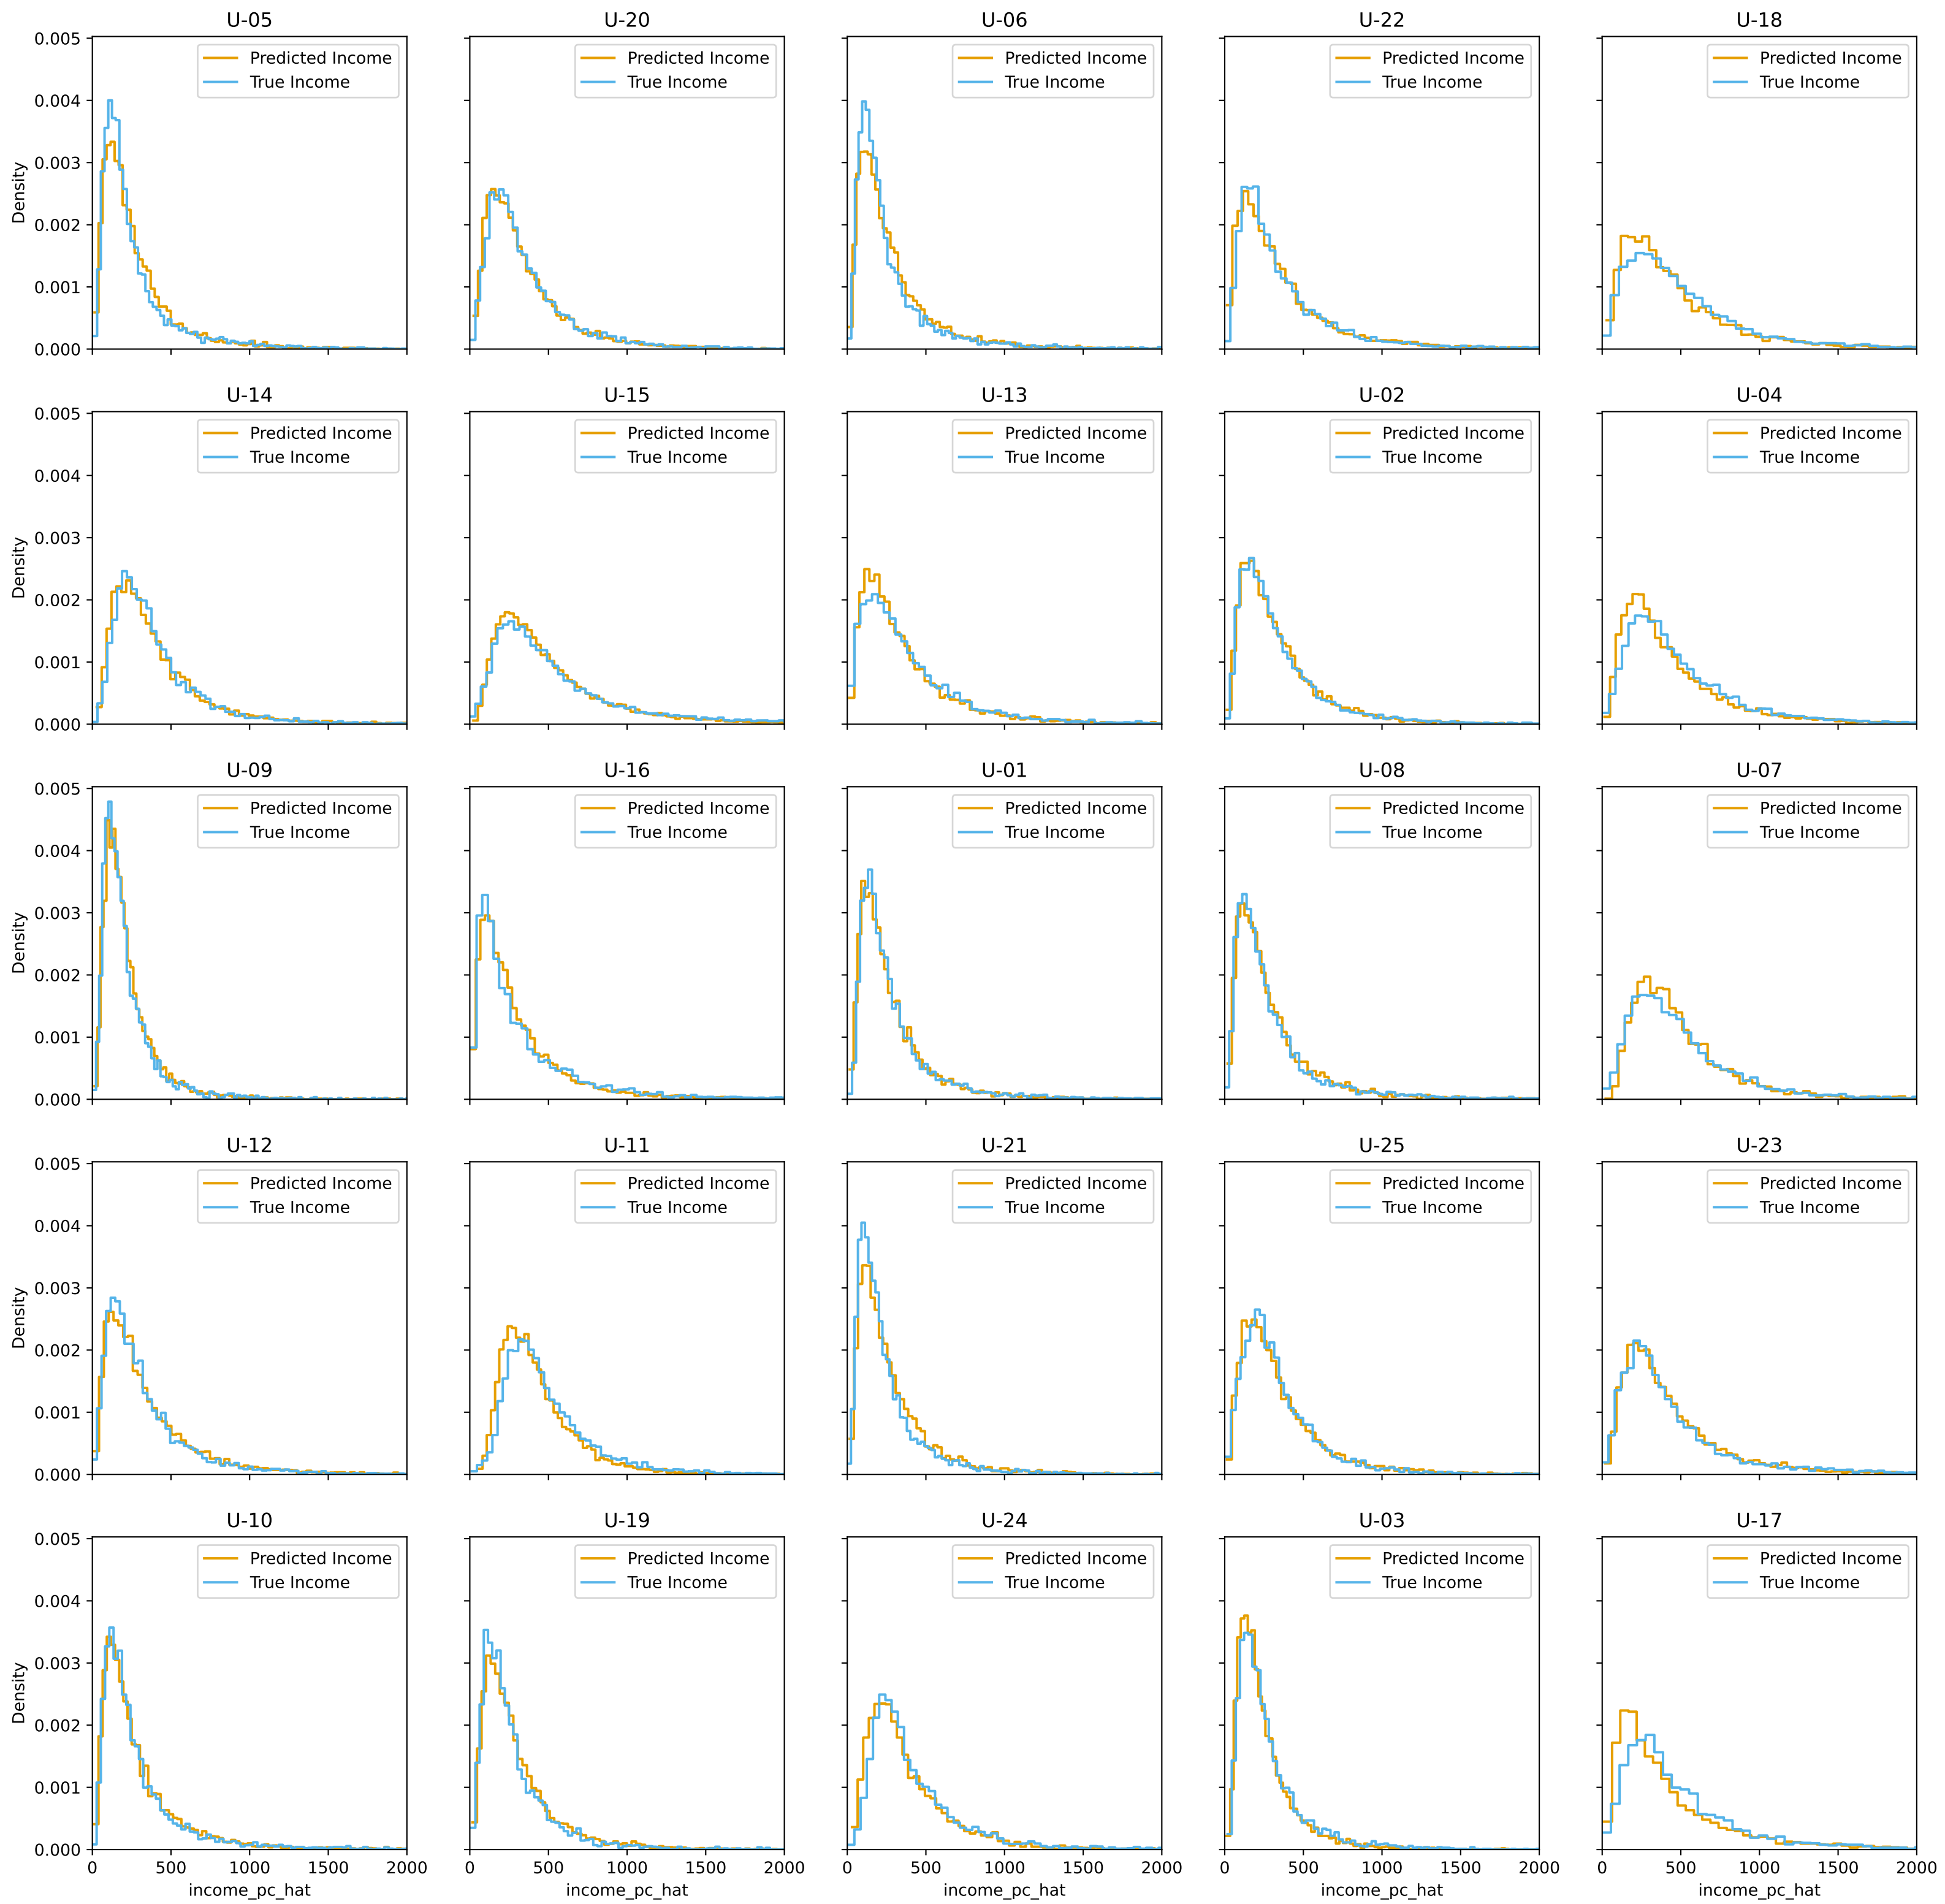 U-05 U-20 U-06 U-22 U-18
Predicted Income Predicted Income Predicted Income Predicted Income Predicted Income
True Income True Income True Income True Income True Income
0.005
0.004
0.003
0.002
0.001
0.000
Density
U-14 U-15 U-13 U-02 U-04
Predicted Income Predicted Income Predicted Income Predicted Income Predicted Income
True Income True Income True Income True Income True Income
0.005
0.004
0.003
0.002
0.001
0.000
Density
U-09 U-16 U-01 U-08 U-07
Predicted Income Predicted Income Predicted Income Predicted Income Predicted Income
True Income True Income True Income True Income True Income
0.005
0.004
0.003
0.002
0.001
0.000
Density
U-12 U-11 U-21 U-25 U-23
Predicted Income Predicted Income Predicted Income Predicted Income Predicted Income
True Income True Income True Income True Income True Income
0.005
0.004
0.003
0.002
0.001
0.000
Density
U-10 U-19 U-24 U-03 U-17
Predicted Income Predicted Income Predicted Income Predicted Income Predicted Income
True Income True Income True Income True Income True Income
0.005
0.004
0.003
0.002
0.001
0.000
Density
0 500 1000 1500 2000 0 500 1000 1500 2000 0 500 1000 1500 2000 0 500 1000 1500 2000 0 500 1000 1500 2000
income_pc_hat income_pc_hat income_pc_hat income_pc_hat income_pc_hat